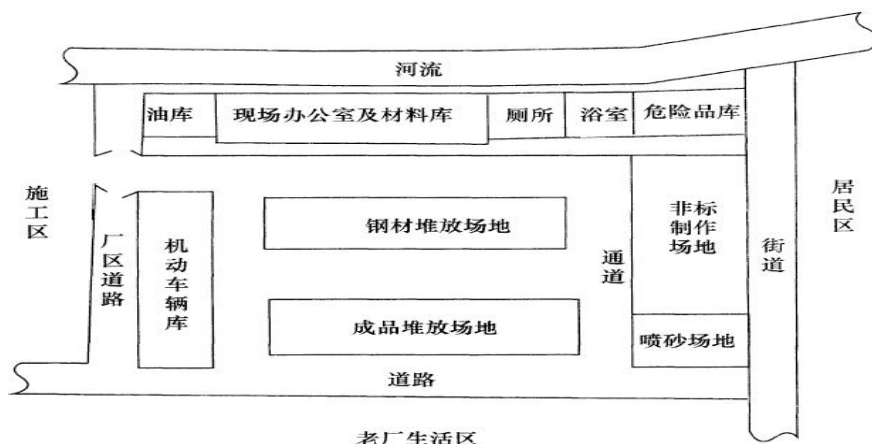 河流
油库
现场办公室及材料库
厕所
浴室
危险品库
施工区
厂区道路
机动车辆库
钢材堆放场地
成品堆放场地
通道
非标
制作
场地
喷砂场地
街道
居民区
道路
老厂生活区